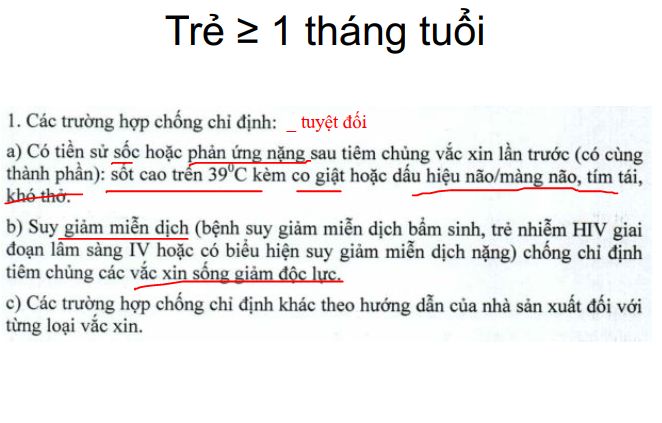 Trẻ ≥ 1 tháng tuổi
1. Các trường hợp chống chỉ định: _ tuyệt đối
a) Có tiền sử sốc hoặc phản ứng nặng sau tiêm chủng vắc xin lần trước (có cùng
thành phần): sốt cao trên 39⁰C kèm co giật hoặc dấu hiệu não/màng não, tím tái,
khó thở.
b) Suy giảm miễn dịch (bệnh suy giảm miễn dịch bẩm sinh, trẻ nhiễm HIV giai
đoạn lâm sàng IV hoặc có biểu hiện suy giảm miễn dịch nặng) chống chỉ định
tiêm chủng các vắc xin sống giảm độc lực.
c) Các trường hợp chống chỉ định khác theo hướng dẫn của nhà sản xuất đối với
từng loại vắc xin.